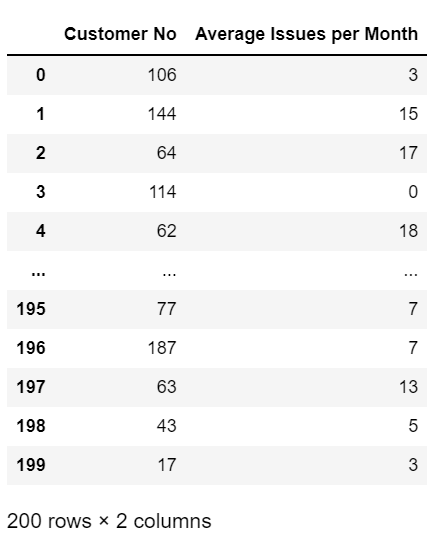 Customer No Average Issues per Month
0 106 3
1 144 15
2 64 17
3 114 0
4 62 18
... ... ...
195 77 7
196 187 7
197 63 13
198 43 5
199 17 3
200 rows × 2 columns